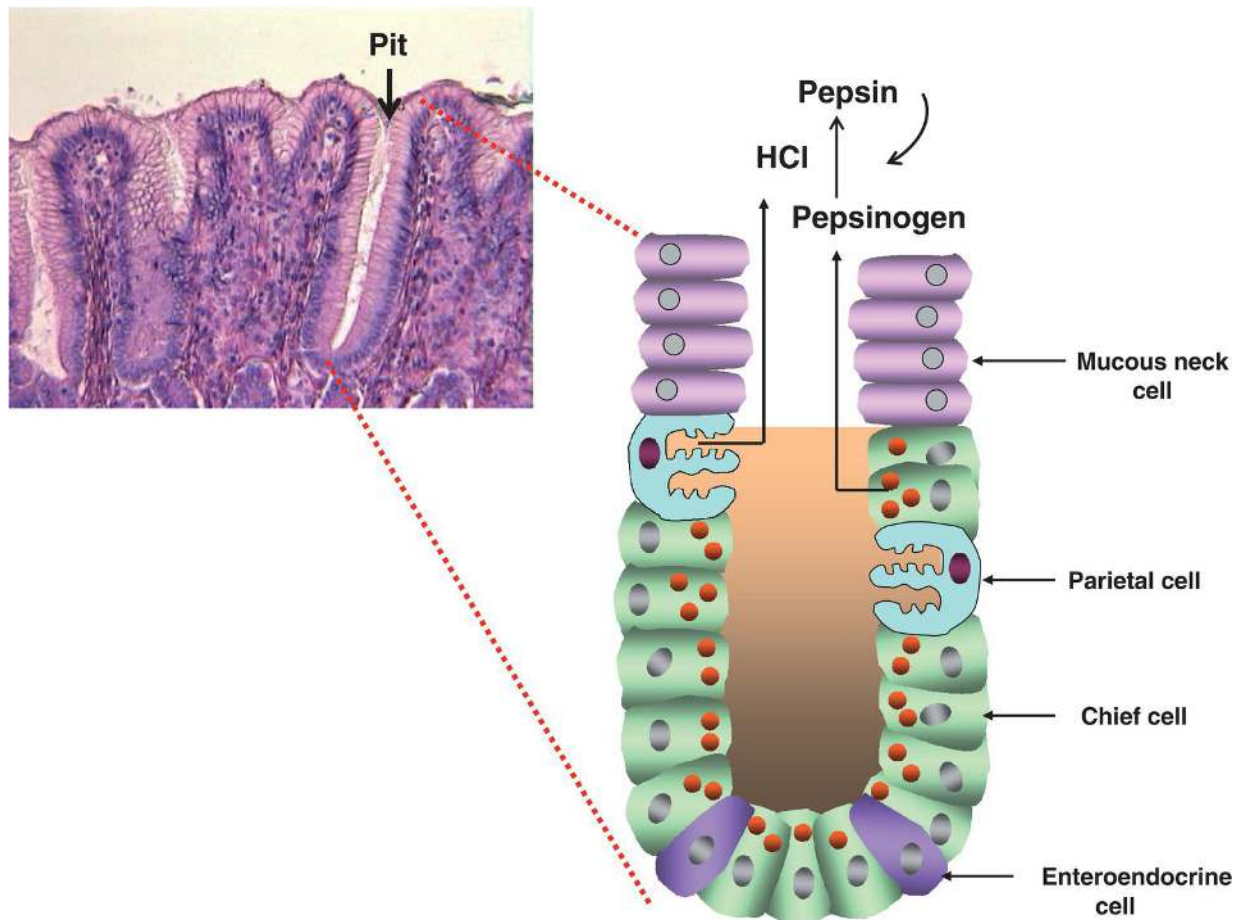 Pit
Pepsin
HCl
Pepsinogen
Mucous neck
cell
Parietal cell
Chief cell
Enteroendocrine
cell